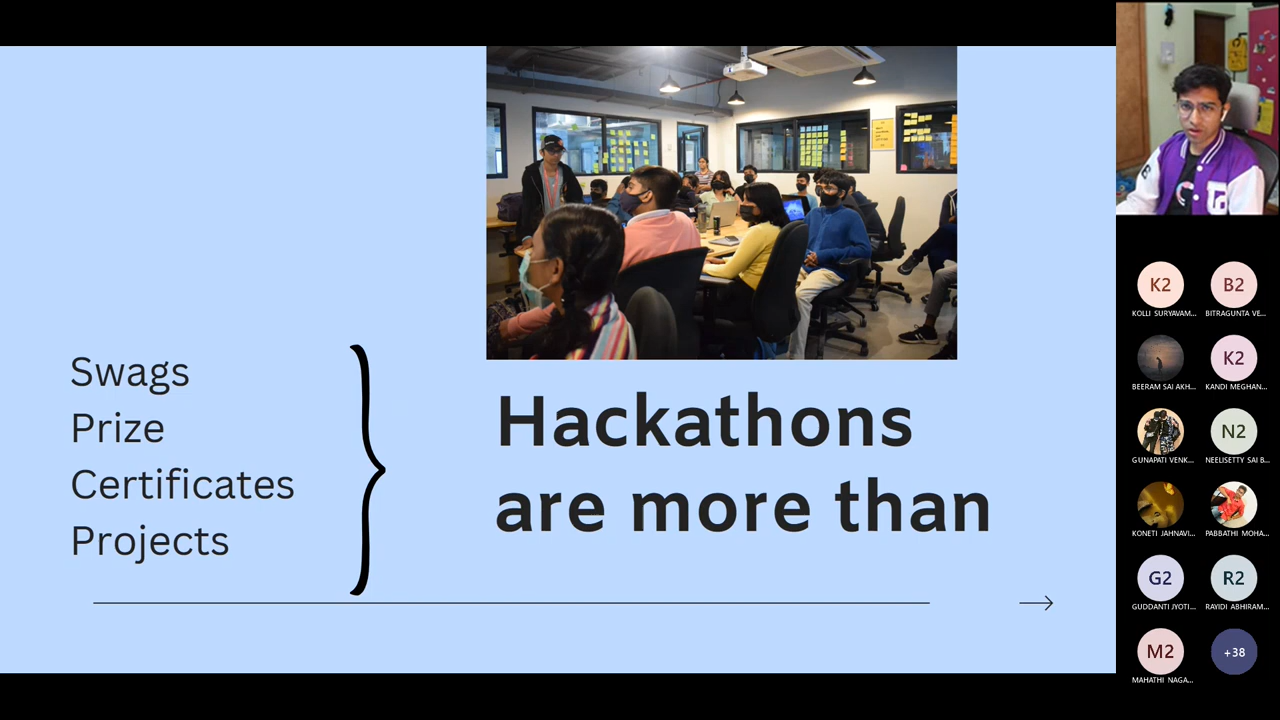 Swags
Prize
Certificates
Projects
Hackathons
are more than
K2
KOLLI SURYAVAM...
B2
BITRAGUNTA VE...
BEERAM SAI AKH...
K2
KANDI MEGHAN...
GUNAPATI VENK...
N2
NEELISETTY SAI B...
KONETI JAHNAVI...
PABBATHI MOHA...
G2
GUDDANTI JYOTI...
R2
RAYIDI ABHIRAM...
M2
MAHATHI NAGA...
+38